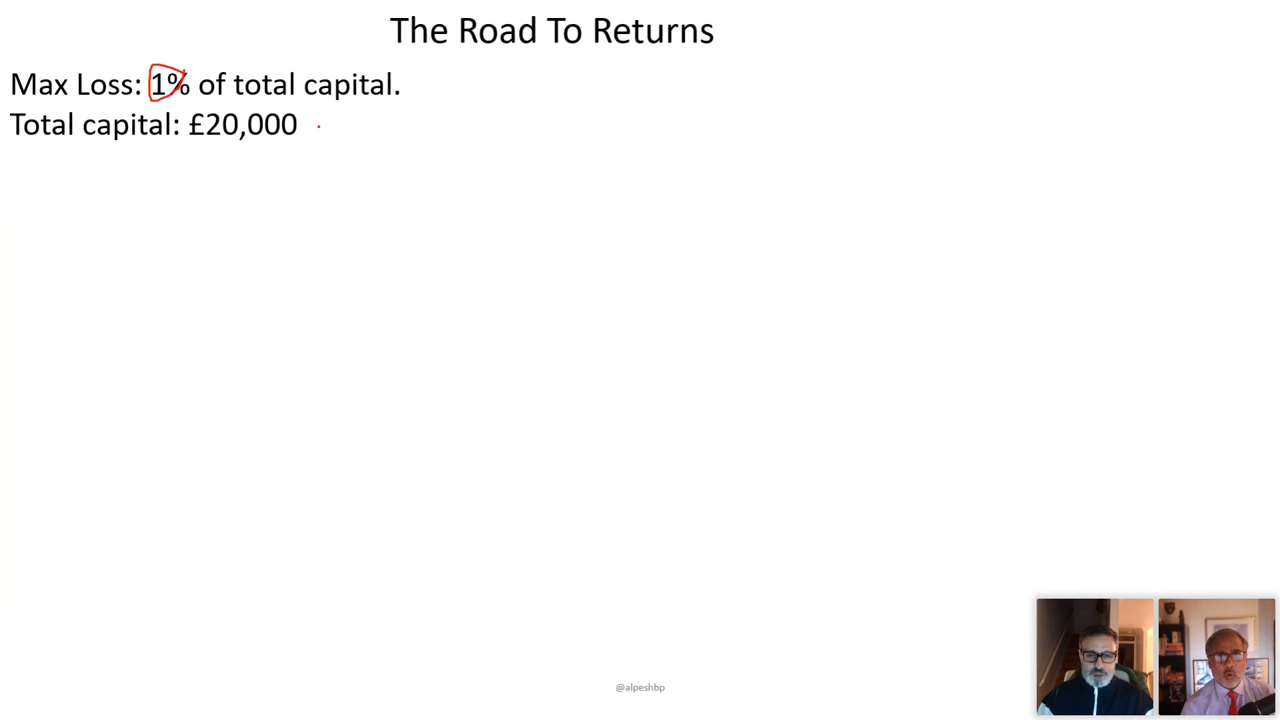 The Road To Returns
Max Loss: 1% of total capital.
Total capital: £20,000
@alpeshbp